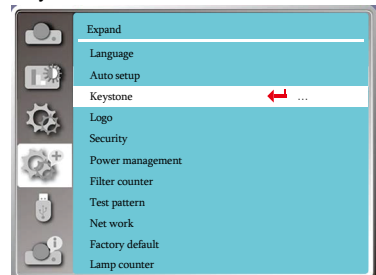 Expand
Language
Auto setup
Keystone ...
Logo
Security
Power management
Filter counter
Test pattern
Net work
Factory default
Lamp counter